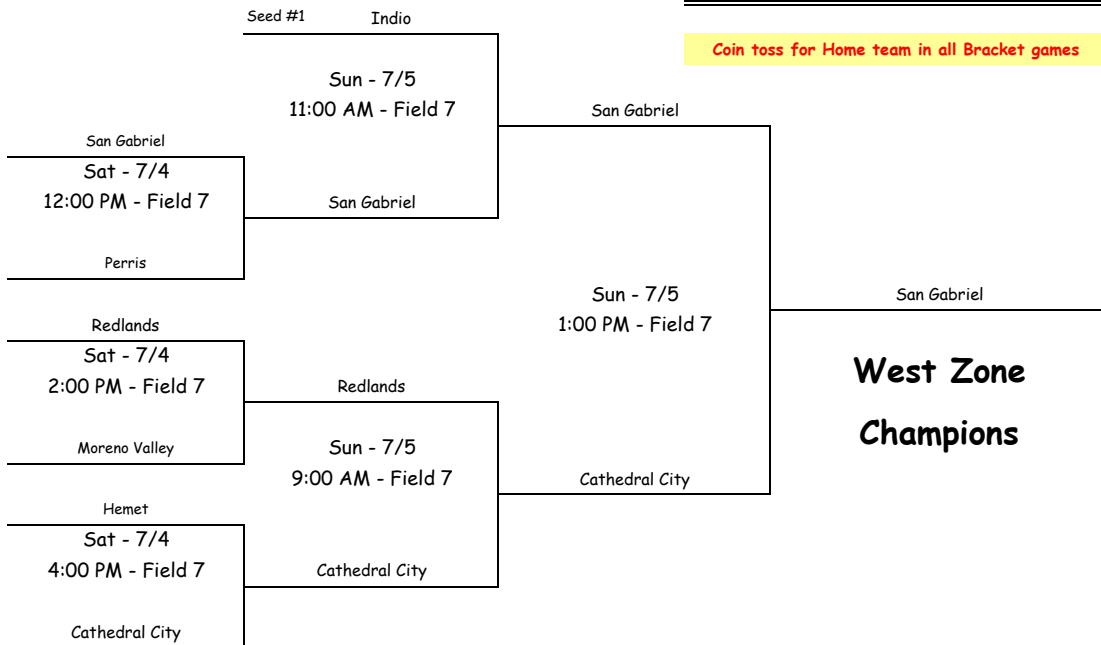 Seed #1 Indio
Coin toss for Home team in all Bracket games
Sun - 7/5
11:00 AM - Field 7
San Gabriel
San Gabriel
Sat - 7/4
12:00 PM - Field 7
San Gabriel
Perris
Sun - 7/5
1:00 PM - Field 7
San Gabriel
Redlands
Sat - 7/4
2:00 PM - Field 7
Redlands
West Zone
Champions
Moreno Valley
Sun - 7/5
9:00 AM - Field 7
Cathedral City
Hemet
Sat - 7/4
4:00 PM - Field 7
Cathedral City
Cathedral City